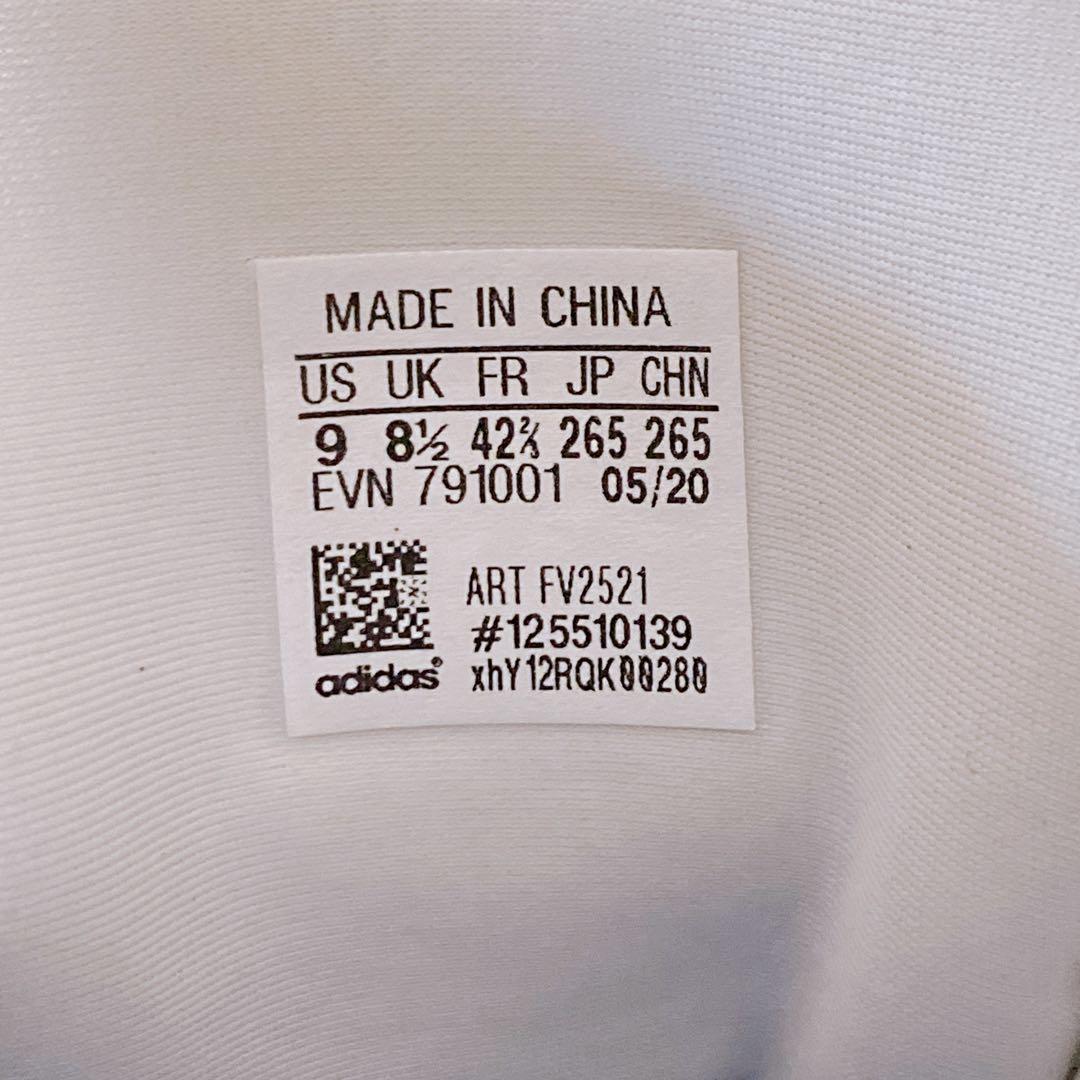 MADE IN CHINA
US UK FR JP CHN
9 8½ 42⅔ 265 265
EVN 791001 05/20
ART FV2521
#125510139
adidas® xhY12RQK00280